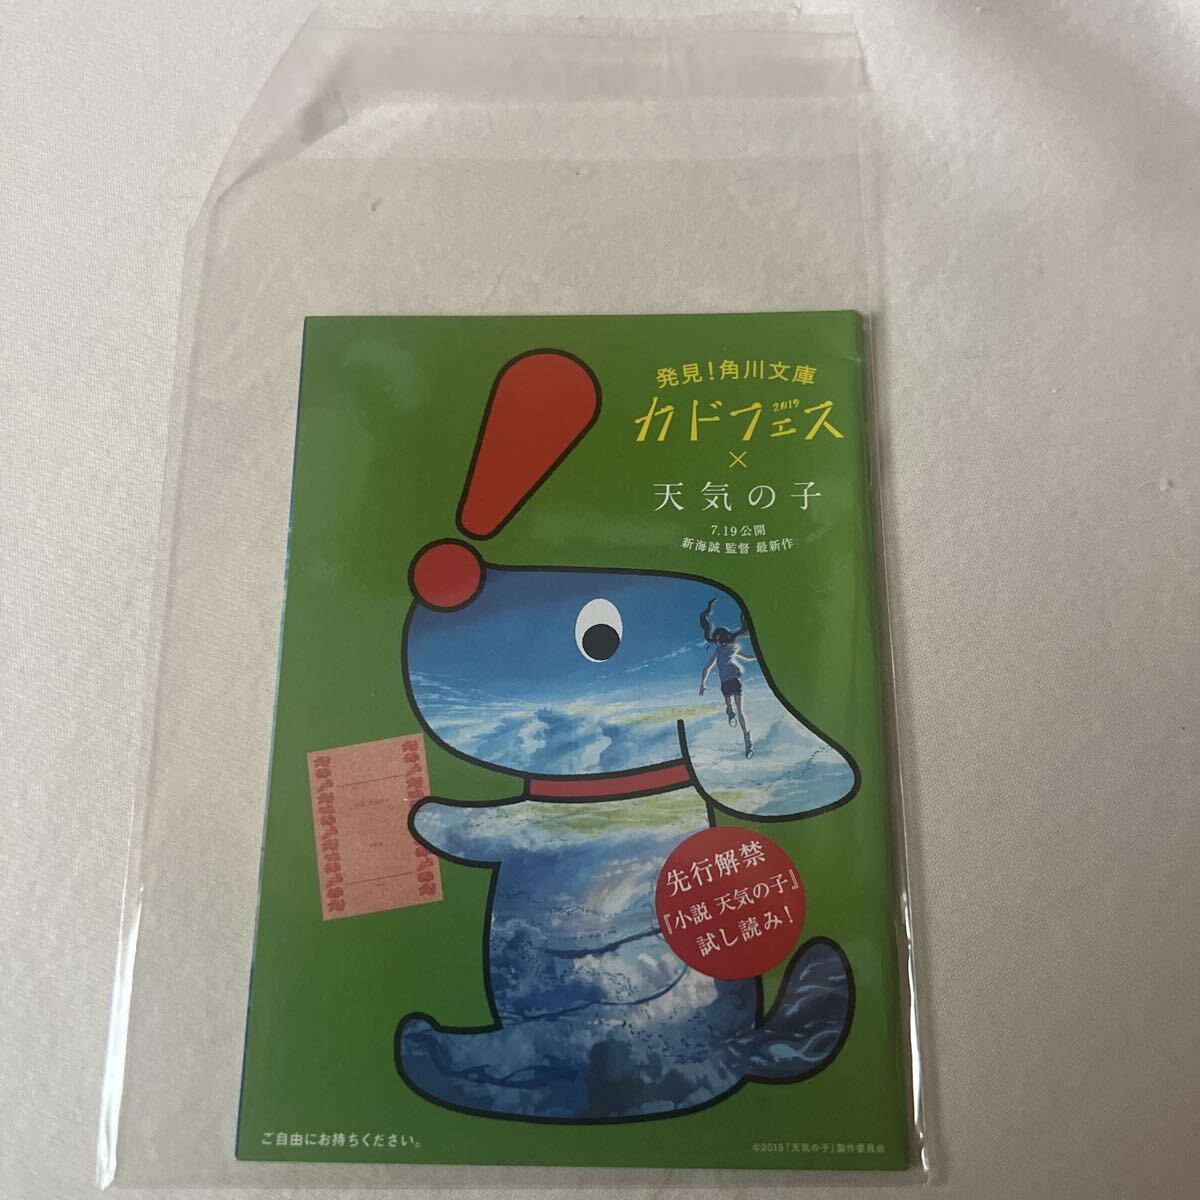 発見！角川文庫
カドフェス
2019
×
天気の子
7.19公開
新海誠 監督 最新作
先行解禁
『小説 天気の子』
試し読み！
ご自由にお持ちください。
©2019「天気の子」製作委員会